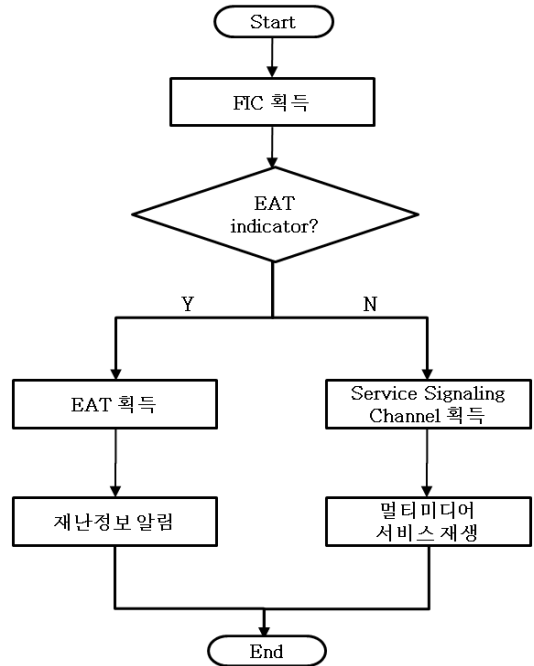 Start
FIC 획득
EAT
indicator?
Y
N
EAT 획득
Service Signaling
Channel 획득
재난정보 알림
멀티미디어
서비스 재생
End